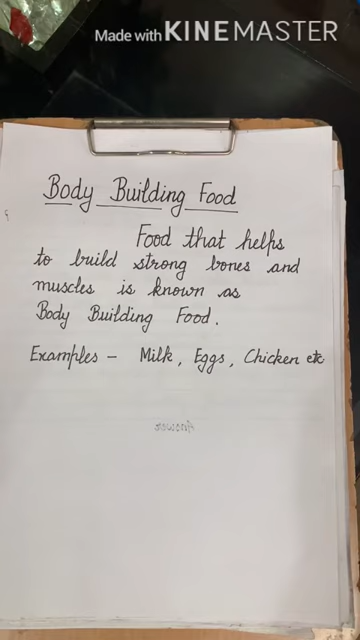 Made with KINEMASTER
Body Building Food
Food that helps
to build strong bones and
muscles is known as
Body Building Food.
Examples - Milk, Eggs, Chicken etc
Answer